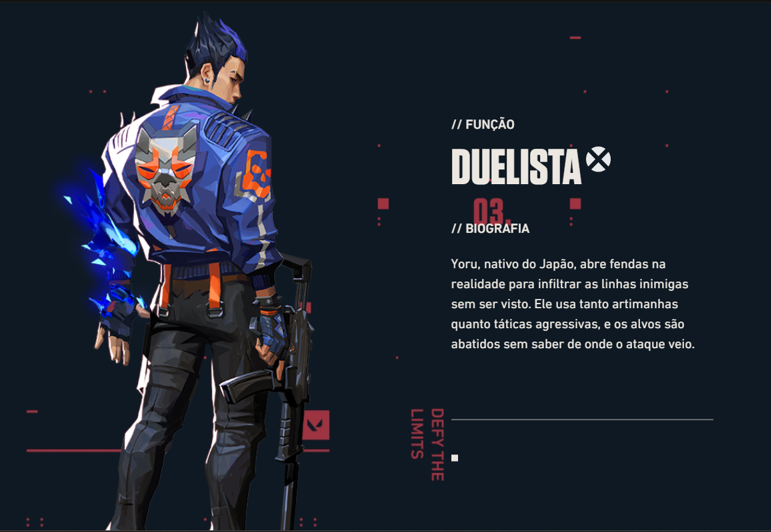 // FUNÇÃO
DUELISTA
03.
// BIOGRAFIA
Yoru, nativo do Japão, abre fendas na
realidade para infiltrar as linhas inimigas
sem ser visto. Ele usa tanto artimanhas
quanto táticas agressivas, e os alvos são
abatidos sem saber de onde o ataque veio.
DEFY THE
LIMITS